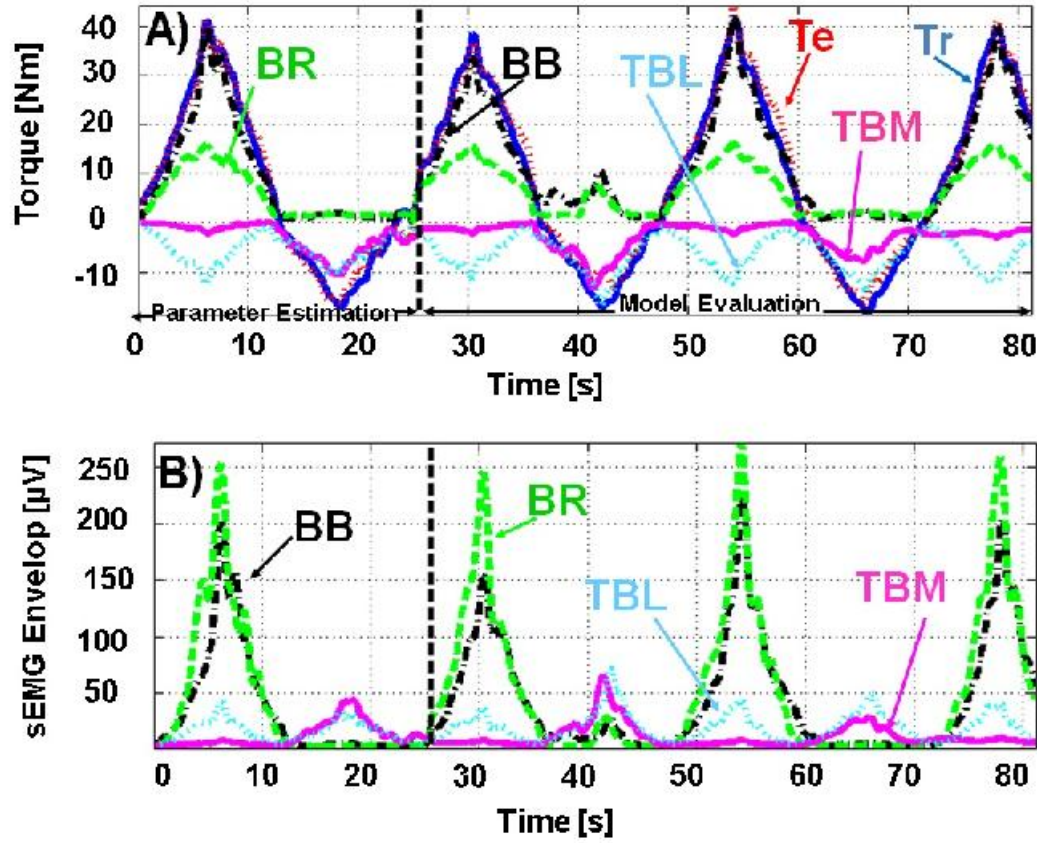 A)
Torque [Nm]
40
30
20
10
0
-10
BR
BB
TBL
Te
Tr
TBM
Parameter Estimation
Model Evaluation
0 10 20 30 40 50 60 70 80
Time [s]
B)
sEMG Envelop [µV]
250
200
150
100
50
BB
BR
TBL
TBM
0 10 20 30 40 50 60 70 80
Time [s]